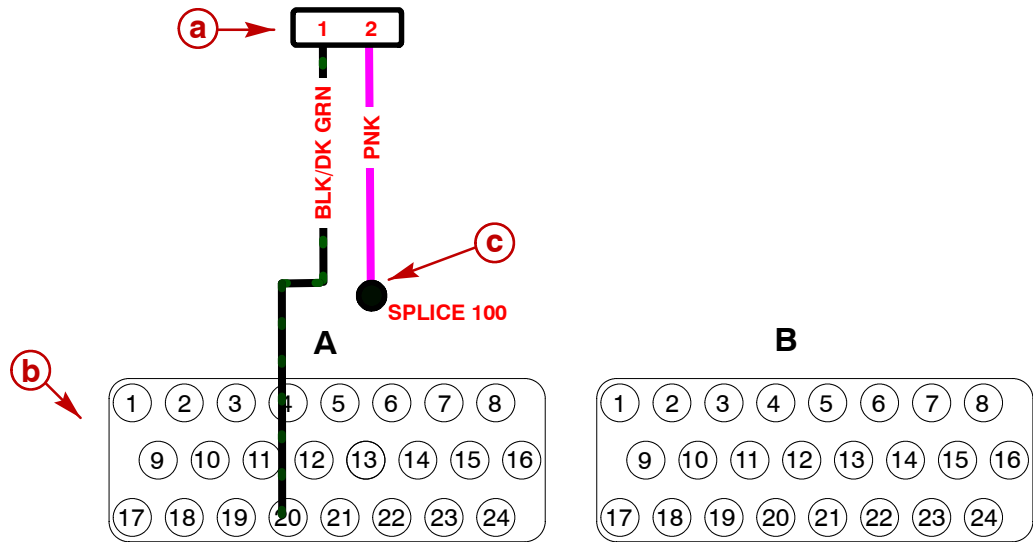 a
1 2
BLK/DK GRN
PNK
c
SPLICE 100
A
B
b
1 2 3 4 5 6 7 8
9 10 11 12 13 14 15 16
17 18 19 20 21 22 23 24
1 2 3 4 5 6 7 8
9 10 11 12 13 14 15 16
17 18 19 20 21 22 23 24